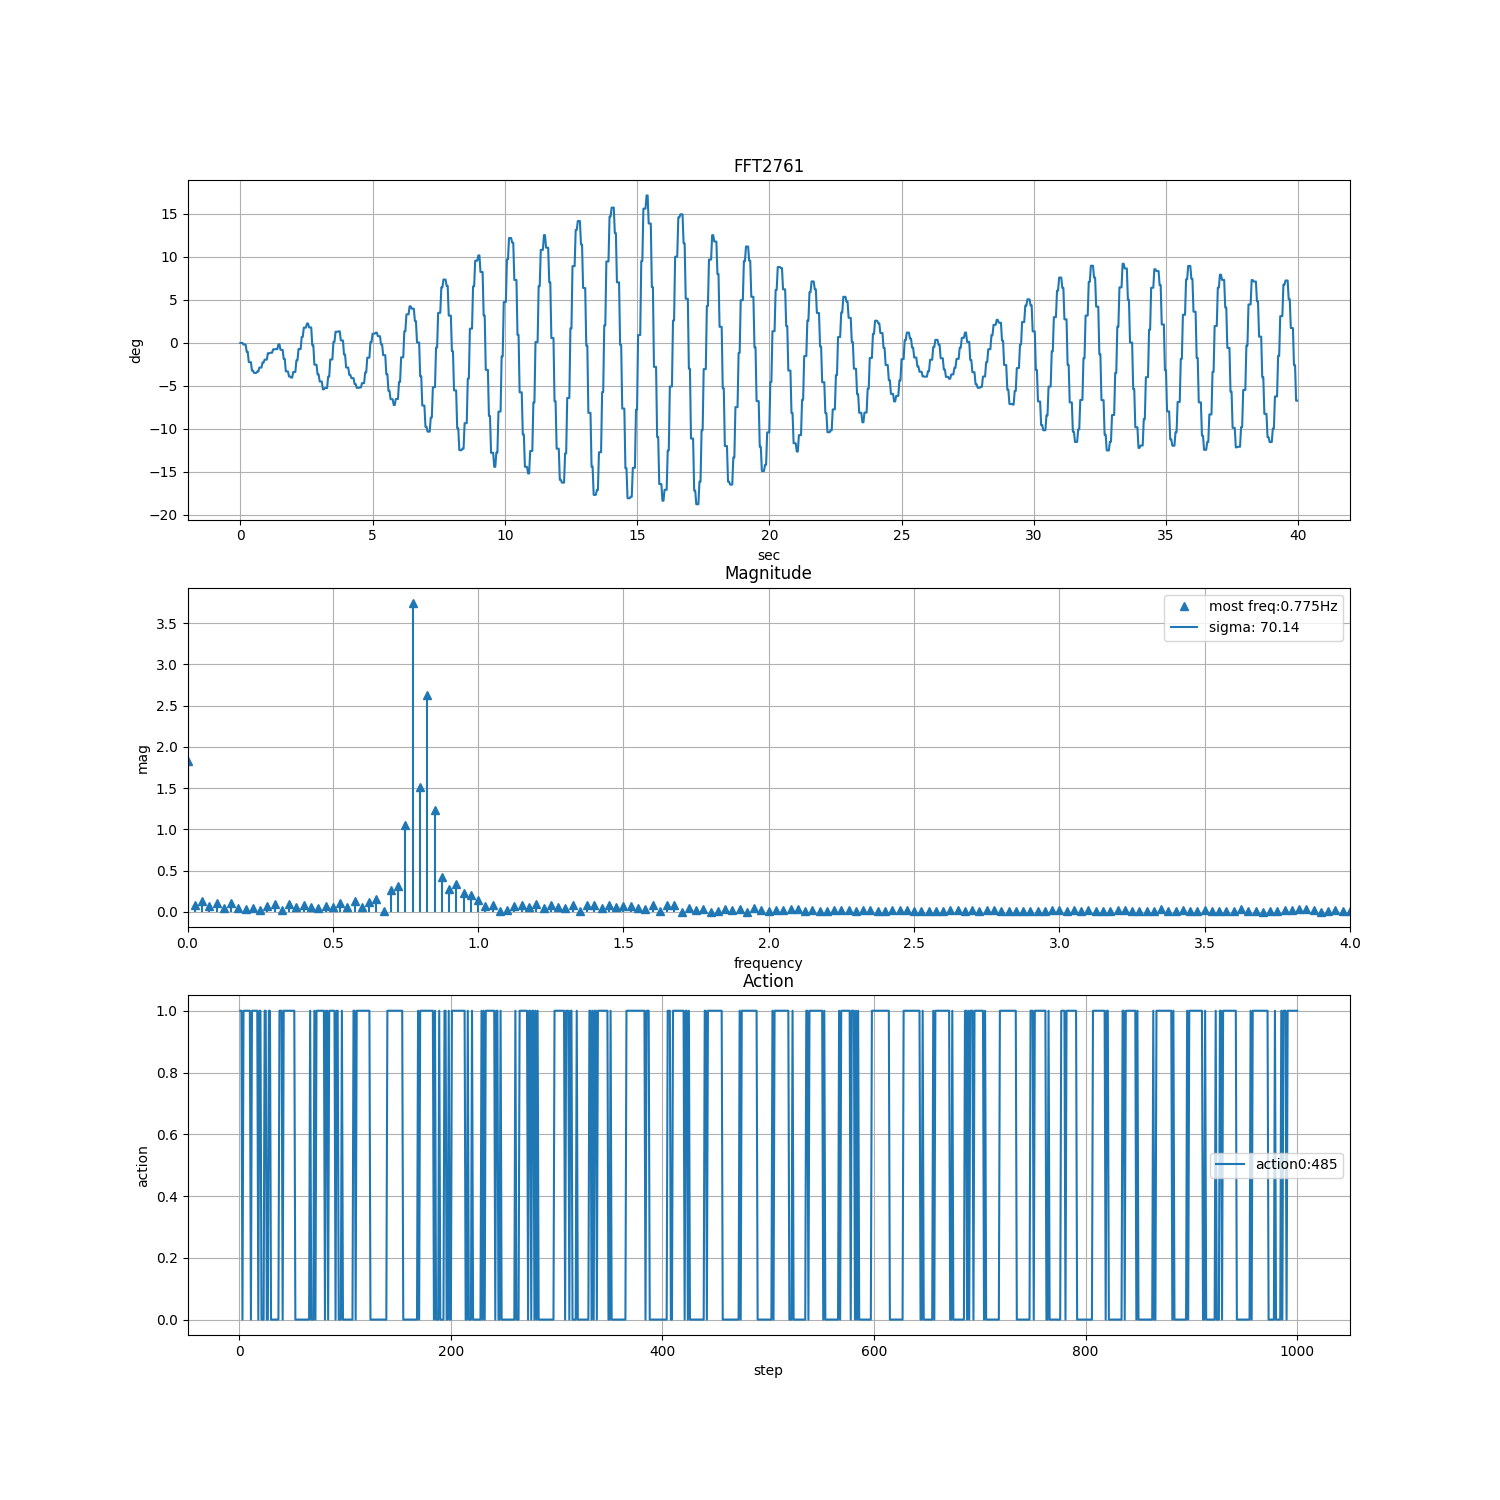 FFT2761
15
10
5
0
−5
−10
−15
−20
deg
0 5 10 15 20 25 30 35 40
sec
Magnitude
most freq:0.775Hz
sigma: 70.14
3.5
3.0
2.5
2.0
1.5
1.0
0.5
0.0
mag
0.0 0.5 1.0 1.5 2.0 2.5 3.0 3.5 4.0
frequency
Action
1.0
0.8
0.6
0.4
0.2
0.0
action
action0:485
0 200 400 600 800 1000
step